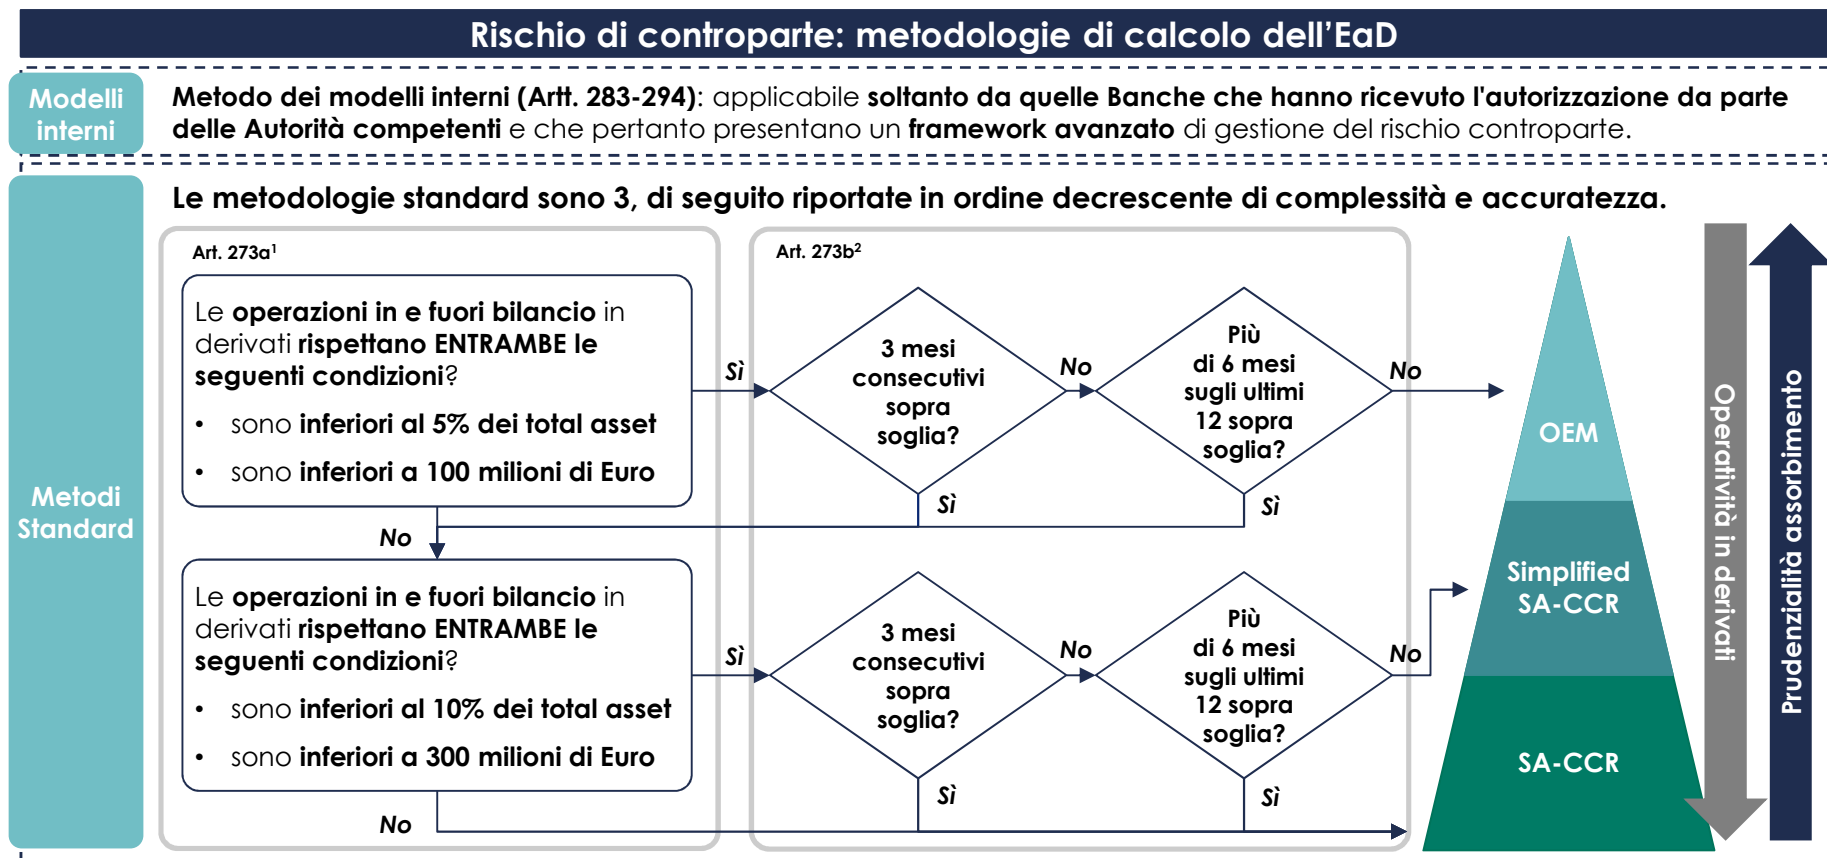 Rischio di controparte: metodologie di calcolo dell'EaD
Modelli
interni
Metodo dei modelli interni (Artt. 283-294): applicabile soltanto da quelle Banche che hanno ricevuto l'autorizzazione da parte
delle Autorità competenti e che pertanto presentano un framework avanzato di gestione del rischio controparte.
Metodi
Standard
Le metodologie standard sono 3, di seguito riportate in ordine decrescente di complessità e accuratezza.
Art. 273a¹
Le operazioni in e fuori bilancio in
derivati rispettano ENTRAMBE le
seguenti condizioni?
• sono inferiori al 5% dei total asset
• sono inferiori a 100 milioni di Euro
Sì
No
Art. 273b²
3 mesi
consecutivi
sopra
soglia?
No
Sì
Più
di 6 mesi
sugli ultimi
12 sopra
soglia?
No
Sì
Le operazioni in e fuori bilancio in
derivati rispettano ENTRAMBE le
seguenti condizioni?
• sono inferiori al 10% dei total asset
• sono inferiori a 300 milioni di Euro
Sì
No
3 mesi
consecutivi
sopra
soglia?
No
Sì
Più
di 6 mesi
sugli ultimi
12 sopra
soglia?
No
Sì
OEM
Simplified
SA-CCR
SA-CCR
Operatività in derivati
Prudenzialità assorbimento